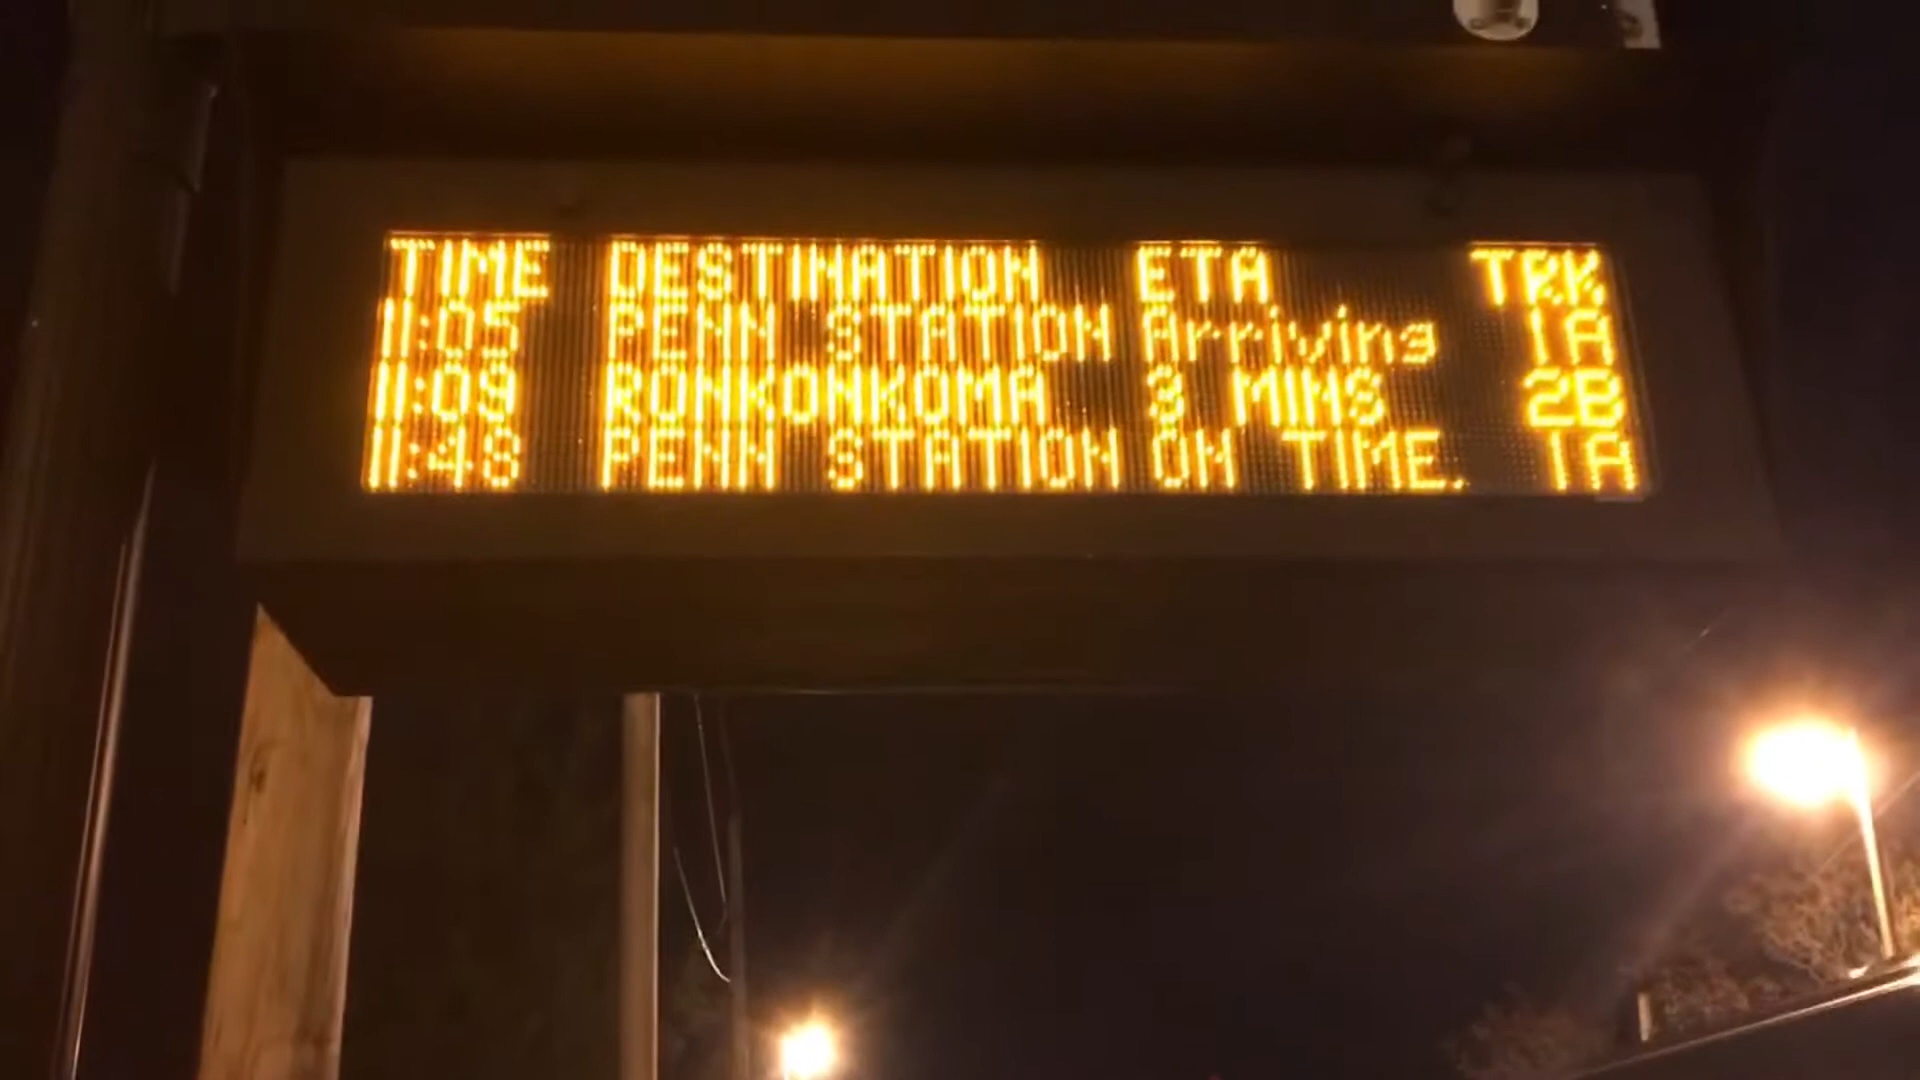 TIME DESTINATION ETA TRK
11:05 PENN STATION Arriving 1A
11:09 RONKONKOMA MINS 2B
11:48 PENN STATION ON TIME. 1A